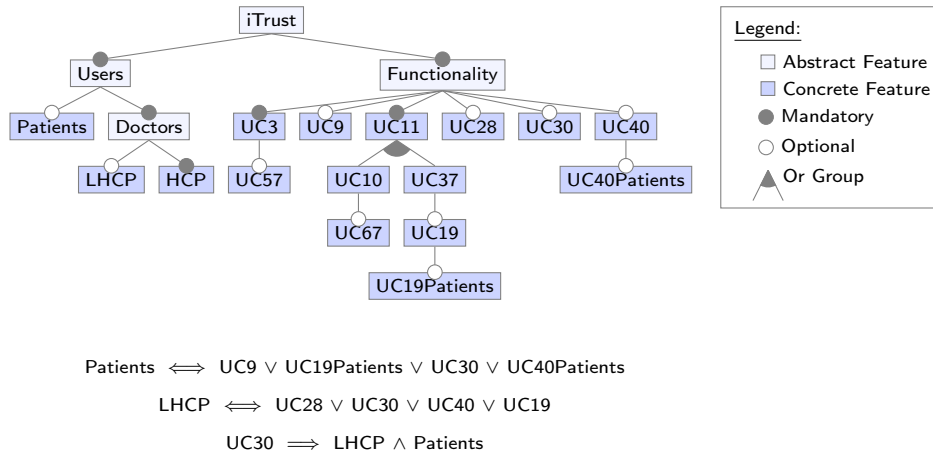 iTrust
Legend:
Users
Functionality
Abstract Feature
Concrete Feature
Patients
Doctors
UC3
UC9
UC11
UC28
UC30
UC40
Mandatory
Optional
LHCP
HCP
UC57
UC10
UC37
UC40Patients
Or Group
UC67
UC19
UC19Patients
Patients ⟺ UC9 ∨ UC19Patients ∨ UC30 ∨ UC40Patients
LHCP ⟺ UC28 ∨ UC30 ∨ UC40 ∨ UC19
UC30 ⟹ LHCP ∧ Patients